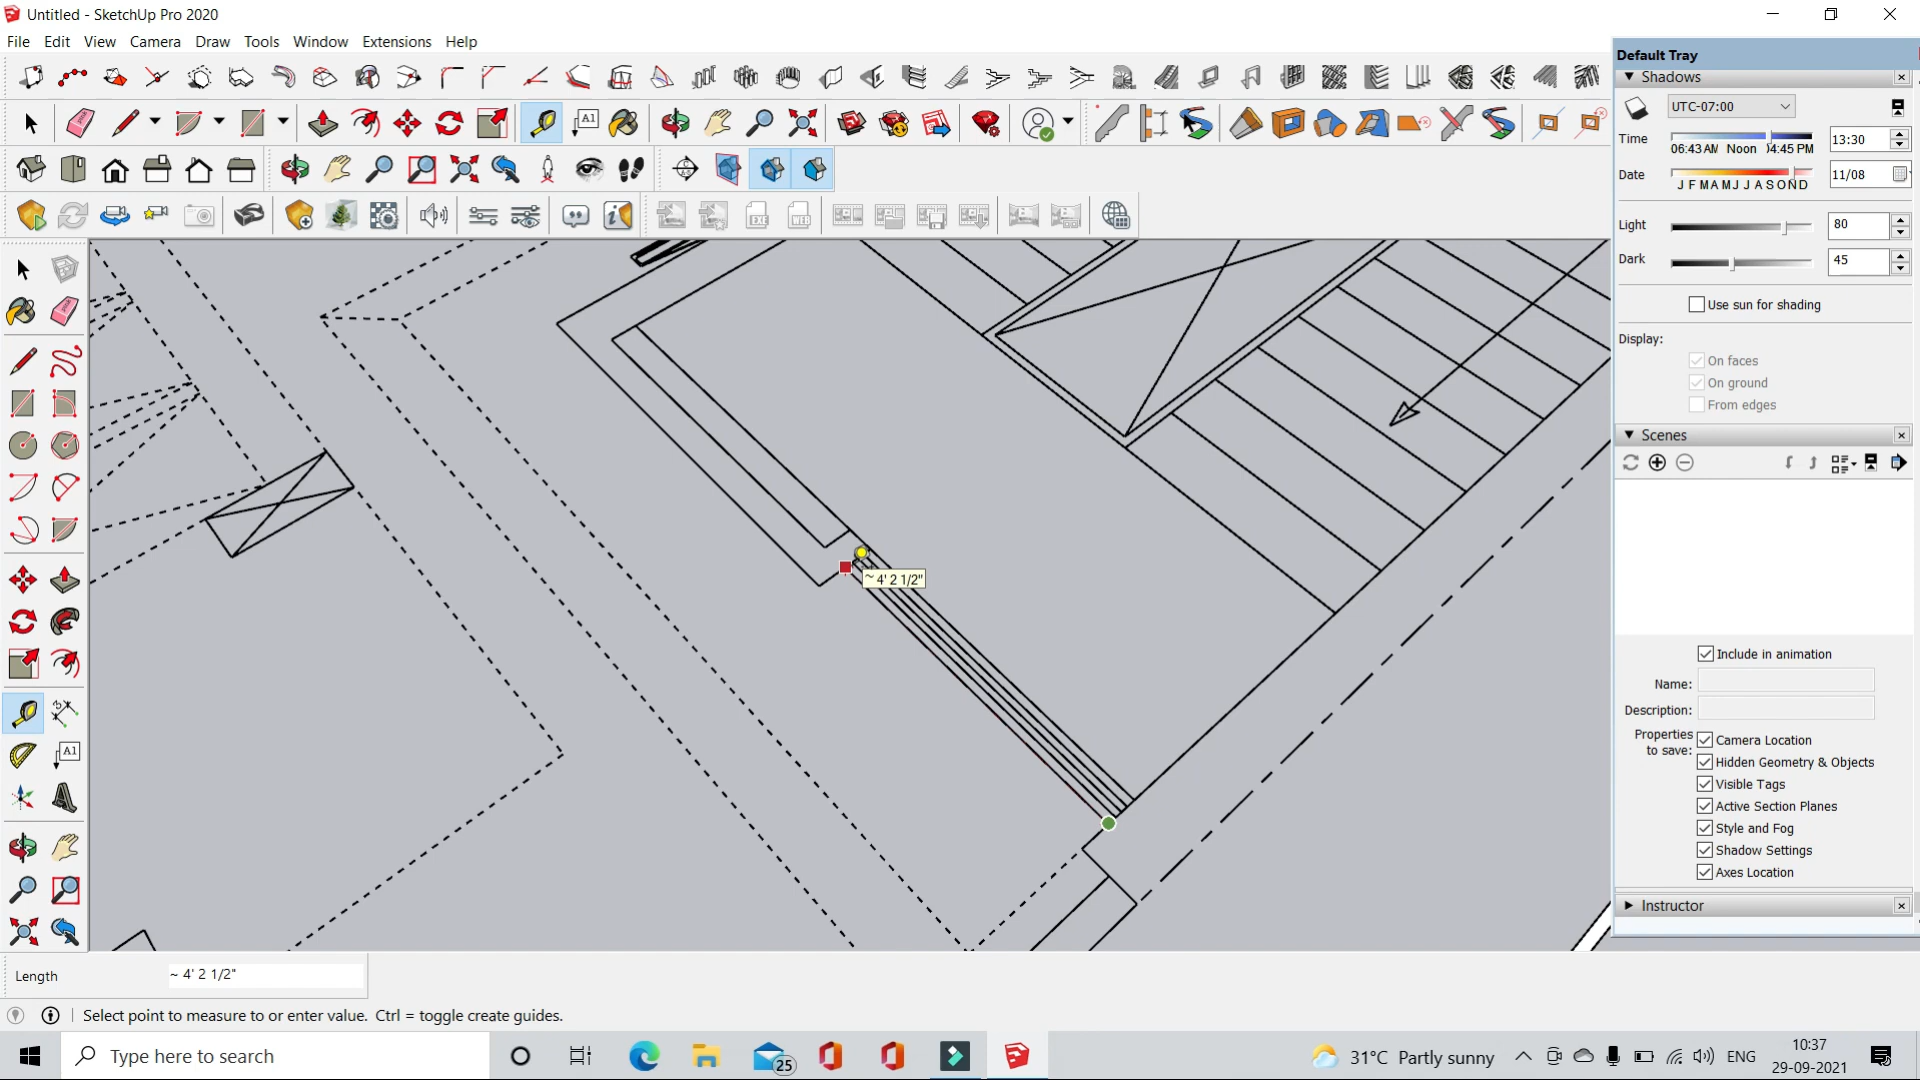 Untitled - SketchUp Pro 2020
File Edit View Camera Draw Tools Window Extensions Help
Default Tray
Shadows
UTC-07:00
Time 06:43 AM Noon 04:45 PM 13:30
Date J F M A M J J A S O N D 11/08
Light 80
Dark 45
Use sun for shading
Display:
On faces
On ground
From edges
Scenes
Include in animation
Name:
Description:
Properties to save:
Camera Location
Hidden Geometry & Objects
Visible Tags
Active Section Planes
Style and Fog
Shadow Settings
Axes Location
Instructor
A1
A1
~ 4' 2 1/2"
Length ~ 4' 2 1/2"
Select point to measure to or enter value. Ctrl = toggle create guides.
Type here to search
25
31°C Partly sunny
ENG
10:37
29-09-2021